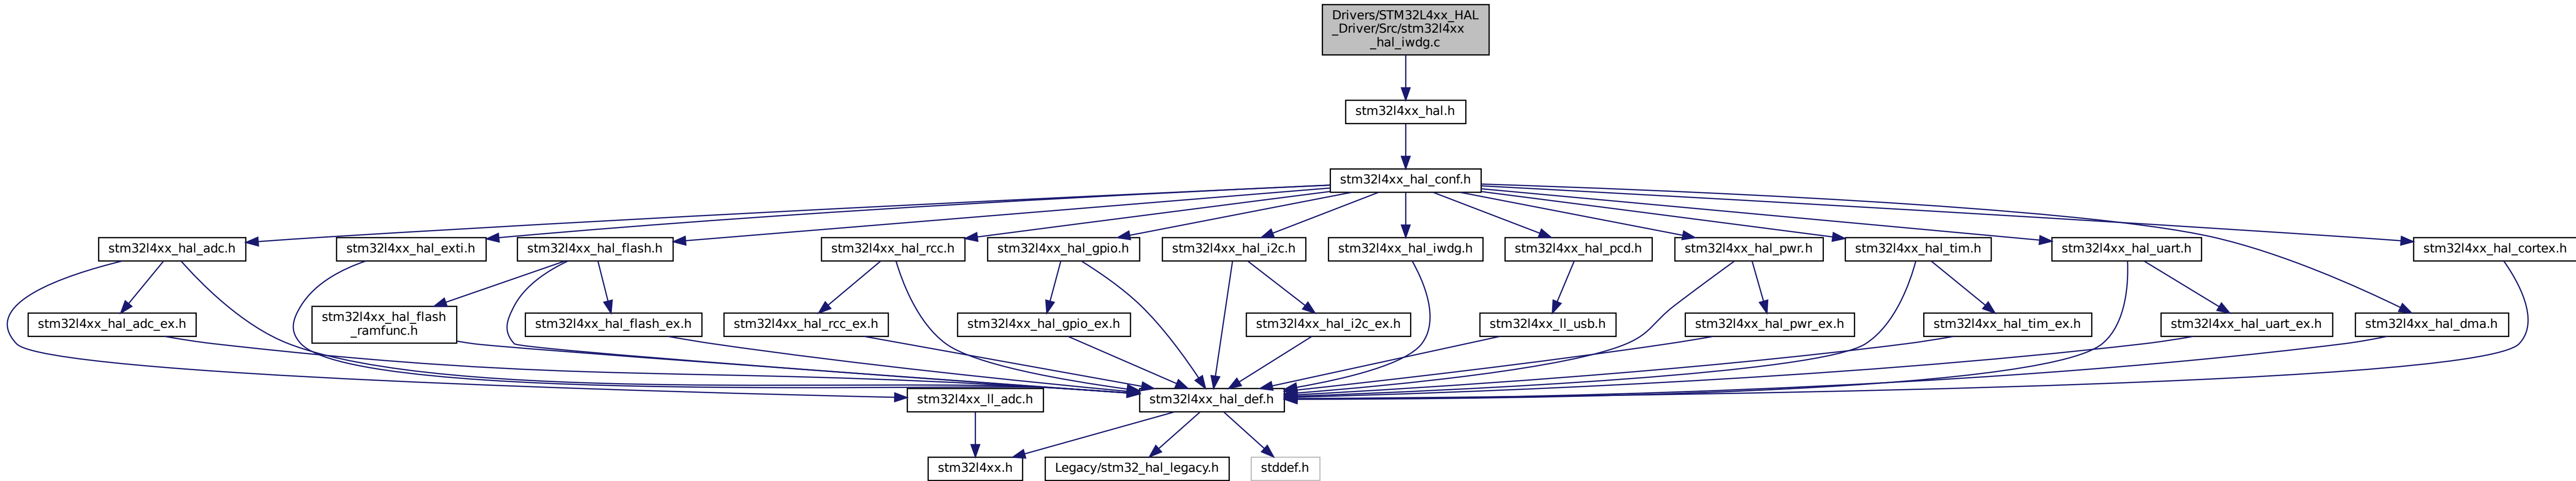 Drivers/STM32L4xx_HAL
_Driver/Src/stm32l4xx
_hal_iwdg.c
stm32l4xx_hal.h
stm32l4xx_hal_conf.h
stm32l4xx_hal_adc.h
stm32l4xx_hal_exti.h
stm32l4xx_hal_flash.h
stm32l4xx_hal_rcc.h
stm32l4xx_hal_gpio.h
stm32l4xx_hal_i2c.h
stm32l4xx_hal_iwdg.h
stm32l4xx_hal_pcd.h
stm32l4xx_hal_pwr.h
stm32l4xx_hal_tim.h
stm32l4xx_hal_uart.h
stm32l4xx_hal_cortex.h
stm32l4xx_hal_adc_ex.h
stm32l4xx_hal_flash
_ramfunc.h
stm32l4xx_hal_flash_ex.h
stm32l4xx_hal_rcc_ex.h
stm32l4xx_hal_gpio_ex.h
stm32l4xx_hal_i2c_ex.h
stm32l4xx_ll_usb.h
stm32l4xx_hal_pwr_ex.h
stm32l4xx_hal_tim_ex.h
stm32l4xx_hal_uart_ex.h
stm32l4xx_hal_dma.h
stm32l4xx_ll_adc.h
stm32l4xx_hal_def.h
stm32l4xx.h
Legacy/stm32_hal_legacy.h
stddef.h